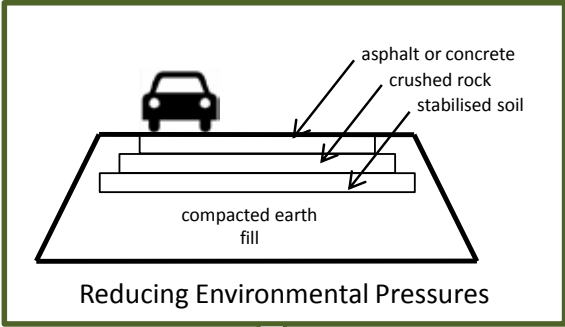 asphalt or concrete
crushed rock
stabilised soil
compacted earth
fill
Reducing Environmental Pressures